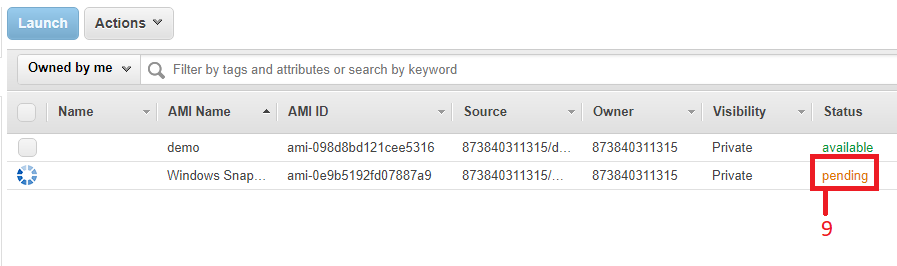 Launch Actions
Owned by me Filter by tags and attributes or search by keyword
Name AMI Name AMI ID Source Owner Visibility Status
demo ami-098d8bd121cee5316 873840311315/d... 873840311315 Private available
Windows Snap... ami-0e9b5192fd07887a9 873840311315/... 873840311315 Private pending
9